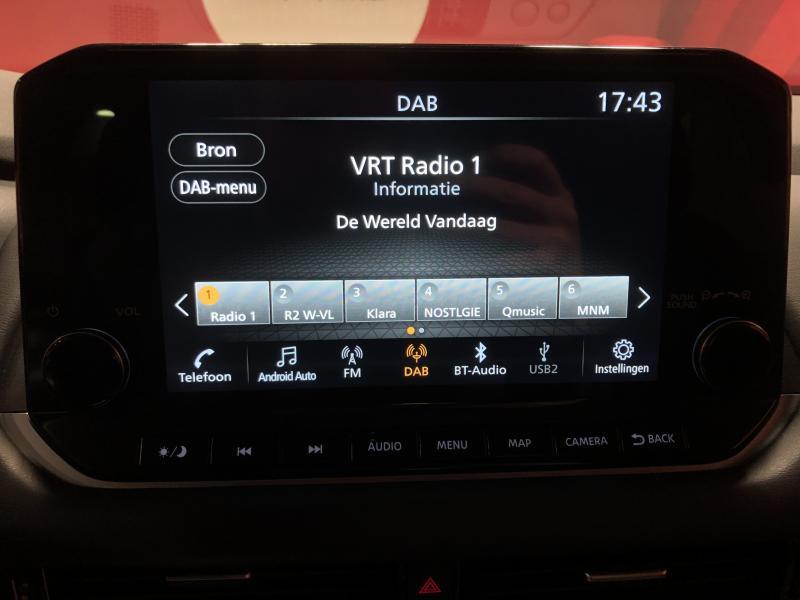 DAB
17:43
Bron
DAB-menu
VRT Radio 1
Informatie
De Wereld Vandaag
1 Radio 1
2 R2 W-VL
3 Klara
4 NOSTLGIE
5 Qmusic
6 MNM
VOL
PUSH SOUND
Telefoon
Android Auto
FM
DAB
BT-Audio
USB2
Instellingen
ÁUDIO
MENU
MAP
CAMERA
BACK